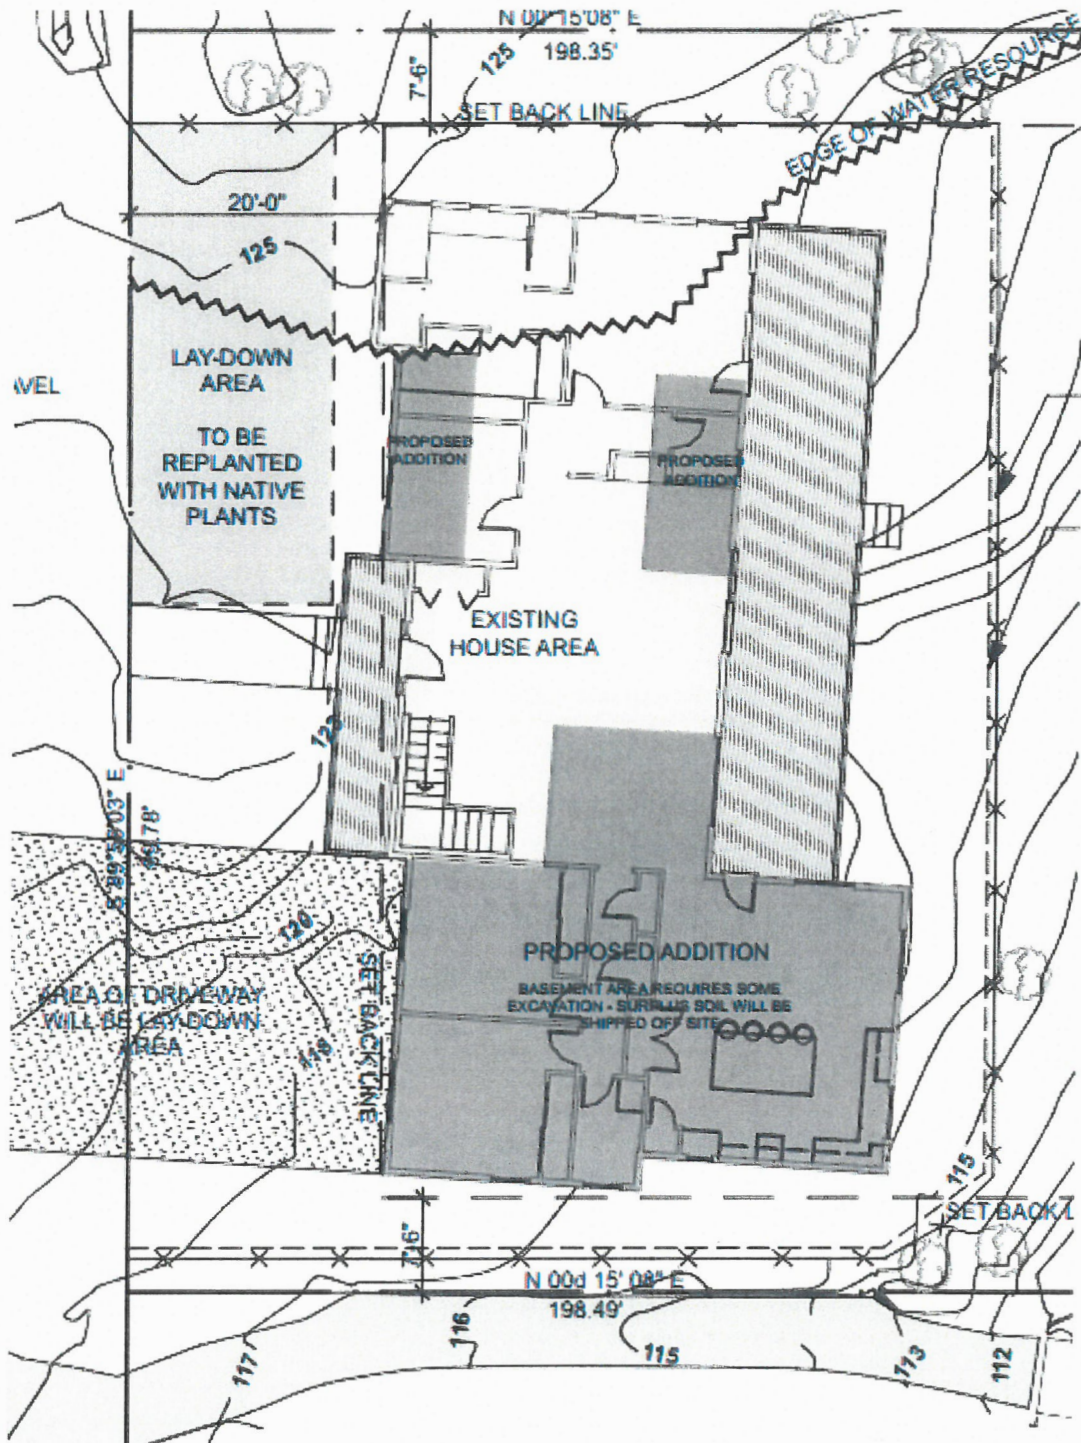 N 00° 15'08" E
198.35'
125
7'-6"
SET BACK LINE
EDGE OF WATER RESOURCE
20'-0"
125
LAY-DOWN
AREA
TO BE
REPLANTED
WITH NATIVE
PLANTS
AVEL
PROPOSED
ADDITION
PROPOSED
ADDITION
EXISTING
HOUSE AREA
123
120
118
AREA OF DRIVEWAY
WILL BE LAY-DOWN
AREA
SET BACK LINE
PROPOSED ADDITION
BASEMENT AREA REQUIRES SOME
EXCAVATION - SURPLUS SOIL WILL BE
SHIPPED OFF SITE
115
SET BACK L
7'-6"
N 00d 15' 08" E
198.49'
117
116
115
113
112